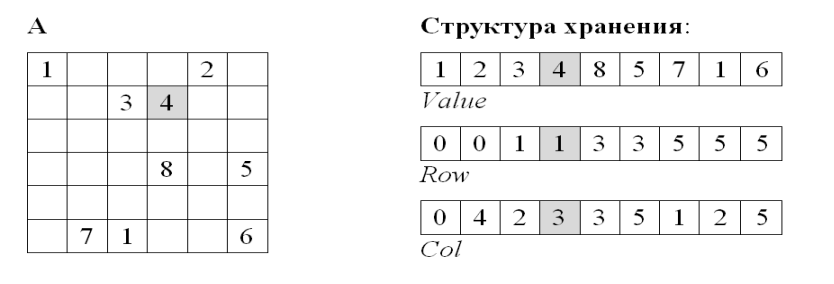 A
Структура хранения:
1 2
3 4
8 5
7 1 6
1 2 3 4 8 5 7 1 6
Value
0 0 1 1 3 3 5 5 5
Row
0 4 2 3 3 5 1 2 5
Col